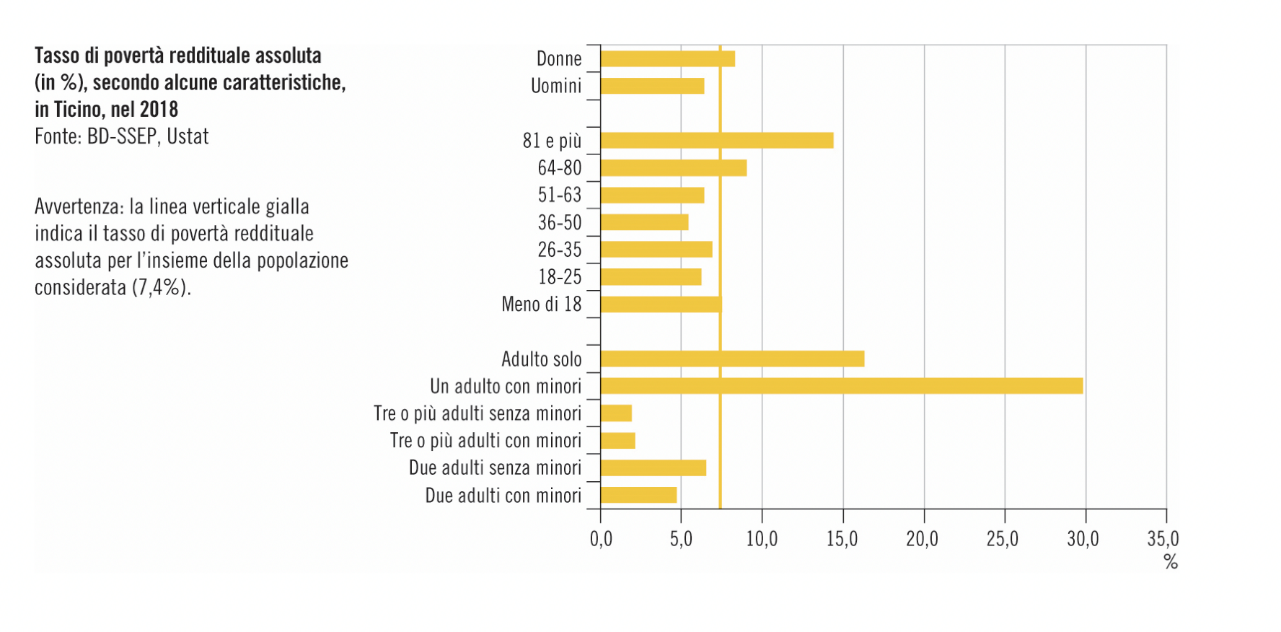 Tasso di povertà reddituale assoluta
(in %), secondo alcune caratteristiche,
in Ticino, nel 2018
Fonte: BD-SSEP, Ustat
Avvertenza: la linea verticale gialla
indica il tasso di povertà reddituale
assoluta per l'insieme della popolazione
considerata (7,4%).
Donne
Uomini
81 e più
64-80
51-63
36-50
26-35
18-25
Meno di 18
Adulto solo
Un adulto con minori
Tre o più adulti senza minori
Tre o più adulti con minori
Due adulti senza minori
Due adulti con minori
0,0 5,0 10,0 15,0 20,0 25,0 30,0 35,0
%